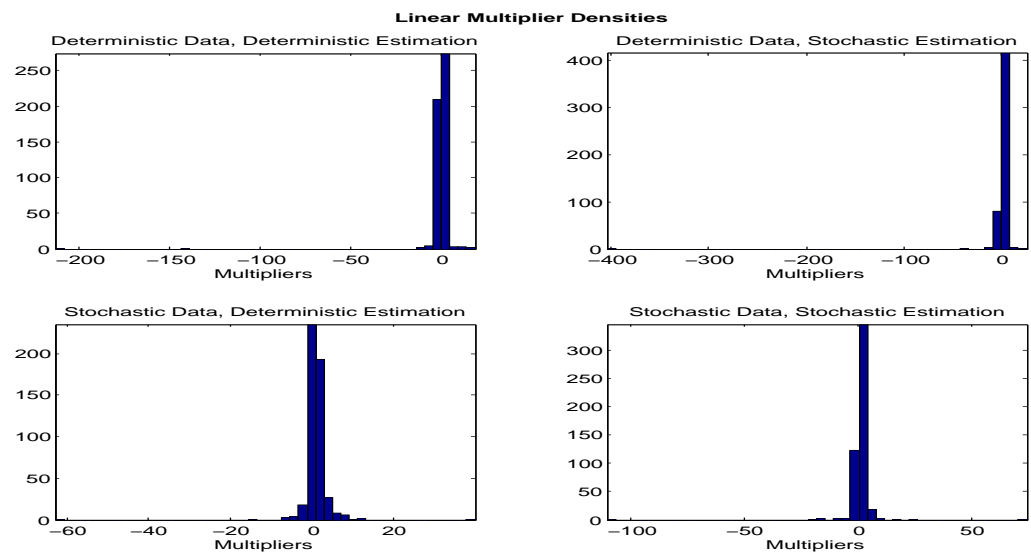 Linear Multiplier Densities
Deterministic Data, Deterministic Estimation
250
200
150
100
50
0
−200 −150 −100 −50 0
Multipliers
Deterministic Data, Stochastic Estimation
400
300
200
100
0
−400 −300 −200 −100 0
Multipliers
Stochastic Data, Deterministic Estimation
200
150
100
50
0
−60 −40 −20 0 20
Multipliers
Stochastic Data, Stochastic Estimation
350
300
250
200
150
100
50
0
−100 −50 0 50
Multipliers